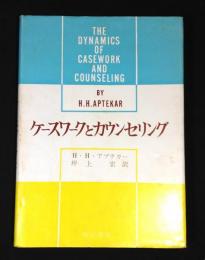 THE
DYNAMICS
OF
CASEWORK
AND
COUNSELING
BY
H.H.APTEKAR
ケースワークとカウンセリング
H・H・アプテカー
坪上 宏 訳